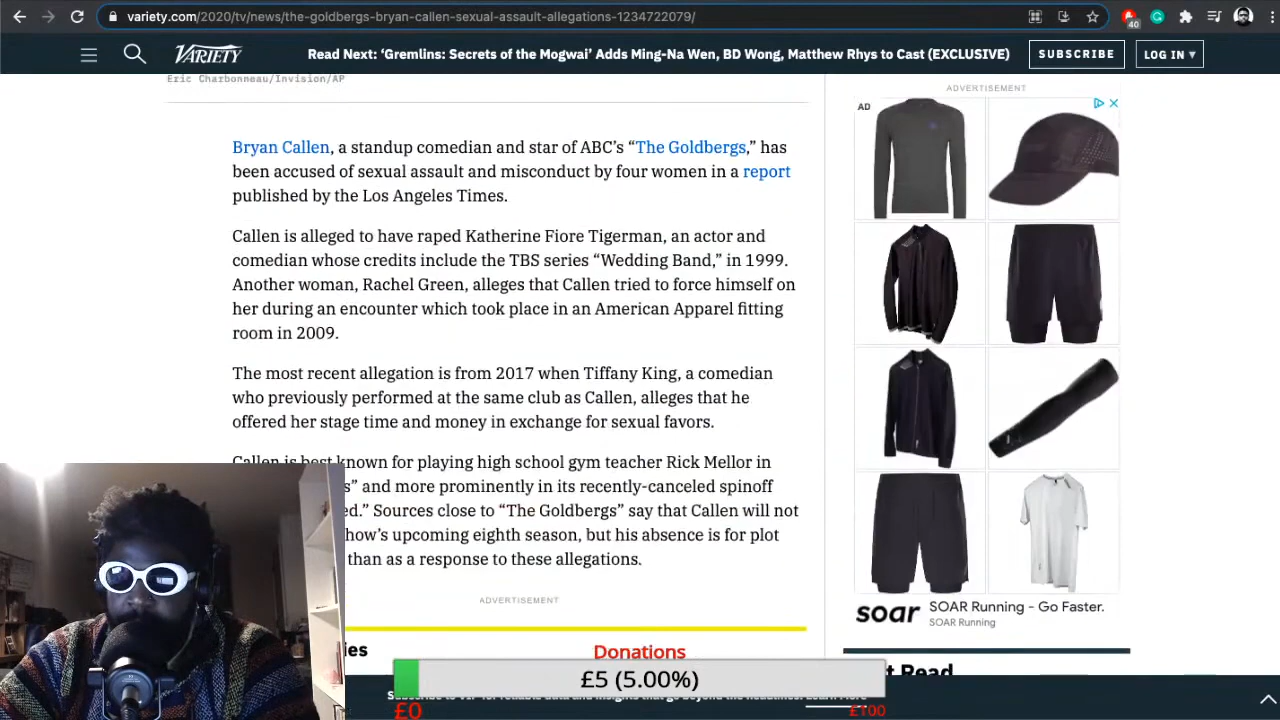 variety.com/2020/tv/news/the-goldbergs-bryan-callen-sexual-assault-allegations-1234722079/
40
VARIETY
Read Next: ‘Gremlins: Secrets of the Mogwai’ Adds Ming-Na Wen, BD Wong, Matthew Rhys to Cast (EXCLUSIVE)
SUBSCRIBE
LOG IN ▾
Eric Charbonneau/Invision/AP
Bryan Callen, a standup comedian and star of ABC’s “The Goldbergs,” has
been accused of sexual assault and misconduct by four women in a report
published by the Los Angeles Times.
Callen is alleged to have raped Katherine Fiore Tigerman, an actor and
comedian whose credits include the TBS series “Wedding Band,” in 1999.
Another woman, Rachel Green, alleges that Callen tried to force himself on
her during an encounter which took place in an American Apparel fitting
room in 2009.
The most recent allegation is from 2017 when Tiffany King, a comedian
who previously performed at the same club as Callen, alleges that he
offered her stage time and money in exchange for sexual favors.
Callen is best known for playing high school gym teacher Rick Mellor in
s” and more prominently in its recently-canceled spinoff
ed.” Sources close to “The Goldbergs” say that Callen will not
how’s upcoming eighth season, but his absence is for plot
than as a response to these allegations.
ADVERTISEMENT
ies
ADVERTISEMENT
AD
soar
SOAR Running - Go Faster.
SOAR Running
t Read
Donations
£5 (5.00%)
£0
£100